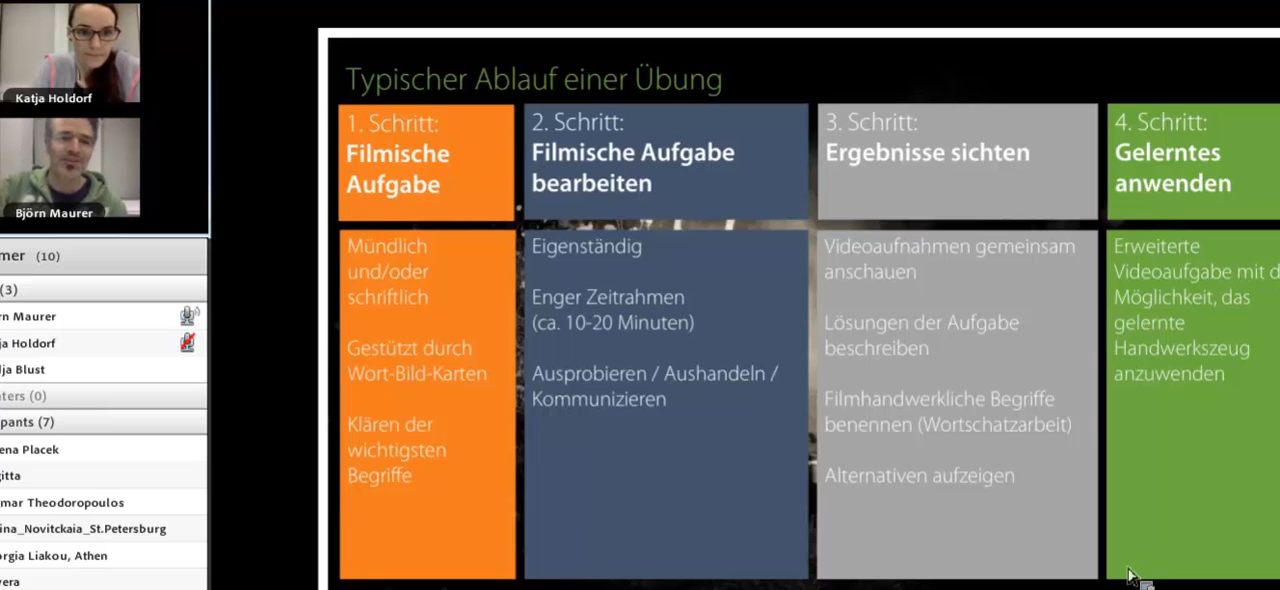 Katja Holdorf
Björn Maurer
mer (10)
(3)
rn Maurer
ja Holdorf
lja Blust
ters (0)
pants (7)
ena Placek
itta
mar Theodoropoulos
ina_Novitckaia_St.Petersburg
orgia Liakou, Athen
vera
Typischer Ablauf einer Übung
1. Schritt:
Filmische
Aufgabe
Mündlich
und/oder
schriftlich
Gestützt durch
Wort-Bild-Karten
Klären der
wichtigsten
Begriffe
2. Schritt:
Filmische Aufgabe
bearbeiten
Eigenständig
Enger Zeitrahmen
(ca. 10-20 Minuten)
Ausprobieren / Aushandeln /
Kommunizieren
3. Schritt:
Ergebnisse sichten
Videoaufnahmen gemeinsam
anschauen
Lösungen der Aufgabe
beschreiben
Filmhandwerkliche Begriffe
benennen (Wortschatzarbeit)
Alternativen aufzeigen
4. Schritt:
Gelerntes
anwenden
Erweiterte
Videoaufgabe mit d
Möglichkeit, das
gelernte
Handwerkszeug
anzuwenden